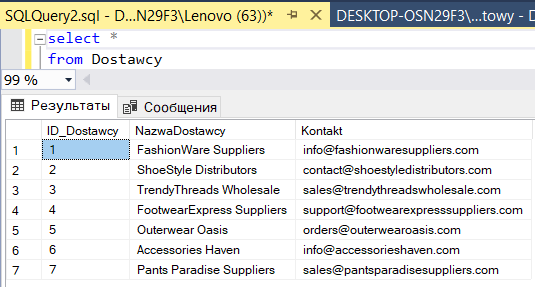 SQLQuery2.sql - D...N29F3\Lenovo (63))* DESKTOP-OSN29F3\...towy - D
select *
from Dostawcy
99 %
Результаты Сообщения
ID_Dostawcy NazwaDostawcy Kontakt
1 1 FashionWare Suppliers info@fashionwaresuppliers.com
2 2 ShoeStyle Distributors contact@shoestyledistributors.com
3 3 TrendyThreads Wholesale sales@trendythreadswholesale.com
4 4 FootwearExpress Suppliers support@footwearexpresssuppliers.com
5 5 Outerwear Oasis orders@outerwearoasis.com
6 6 Accessories Haven info@accessorieshaven.com
7 7 Pants Paradise Suppliers sales@pantsparadisesuppliers.com